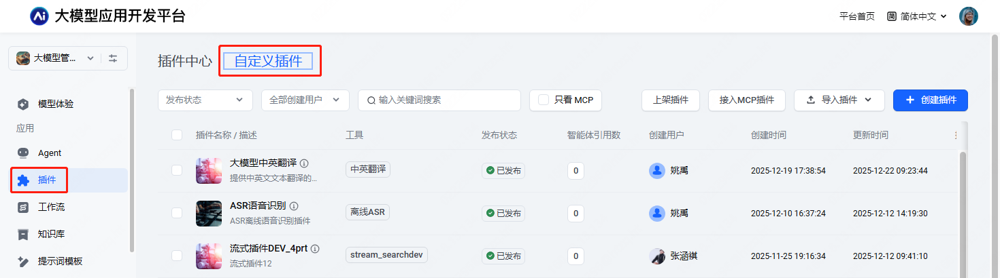 大模型应用开发平台
平台首页 简体中文
大模型管...
插件中心 自定义插件
发布状态 全部创建用户 输入关键词搜索 只看 MCP 上架插件 接入MCP插件 导入插件 + 创建插件
模型体验
应用
Agent
插件
工作流
知识库
提示词模板
插件名称 / 描述 工具 发布状态 智能体引用数 创建用户 创建时间 更新时间
大模型中英翻译 中英翻译 已发布 0 姚禹 2025-12-19 17:38:54 2025-12-22 09:23:44
提供中英文文本翻译的...
ASR语音识别 离线ASR 已发布 0 姚禹 2025-12-10 16:37:24 2025-12-12 14:19:30
ASR离线语音识别插件
流式插件DEV_4prt stream_searchdev 已发布 0 张涵祺 2025-11-25 19:16:34 2025-12-12 09:41:10
流式插件12